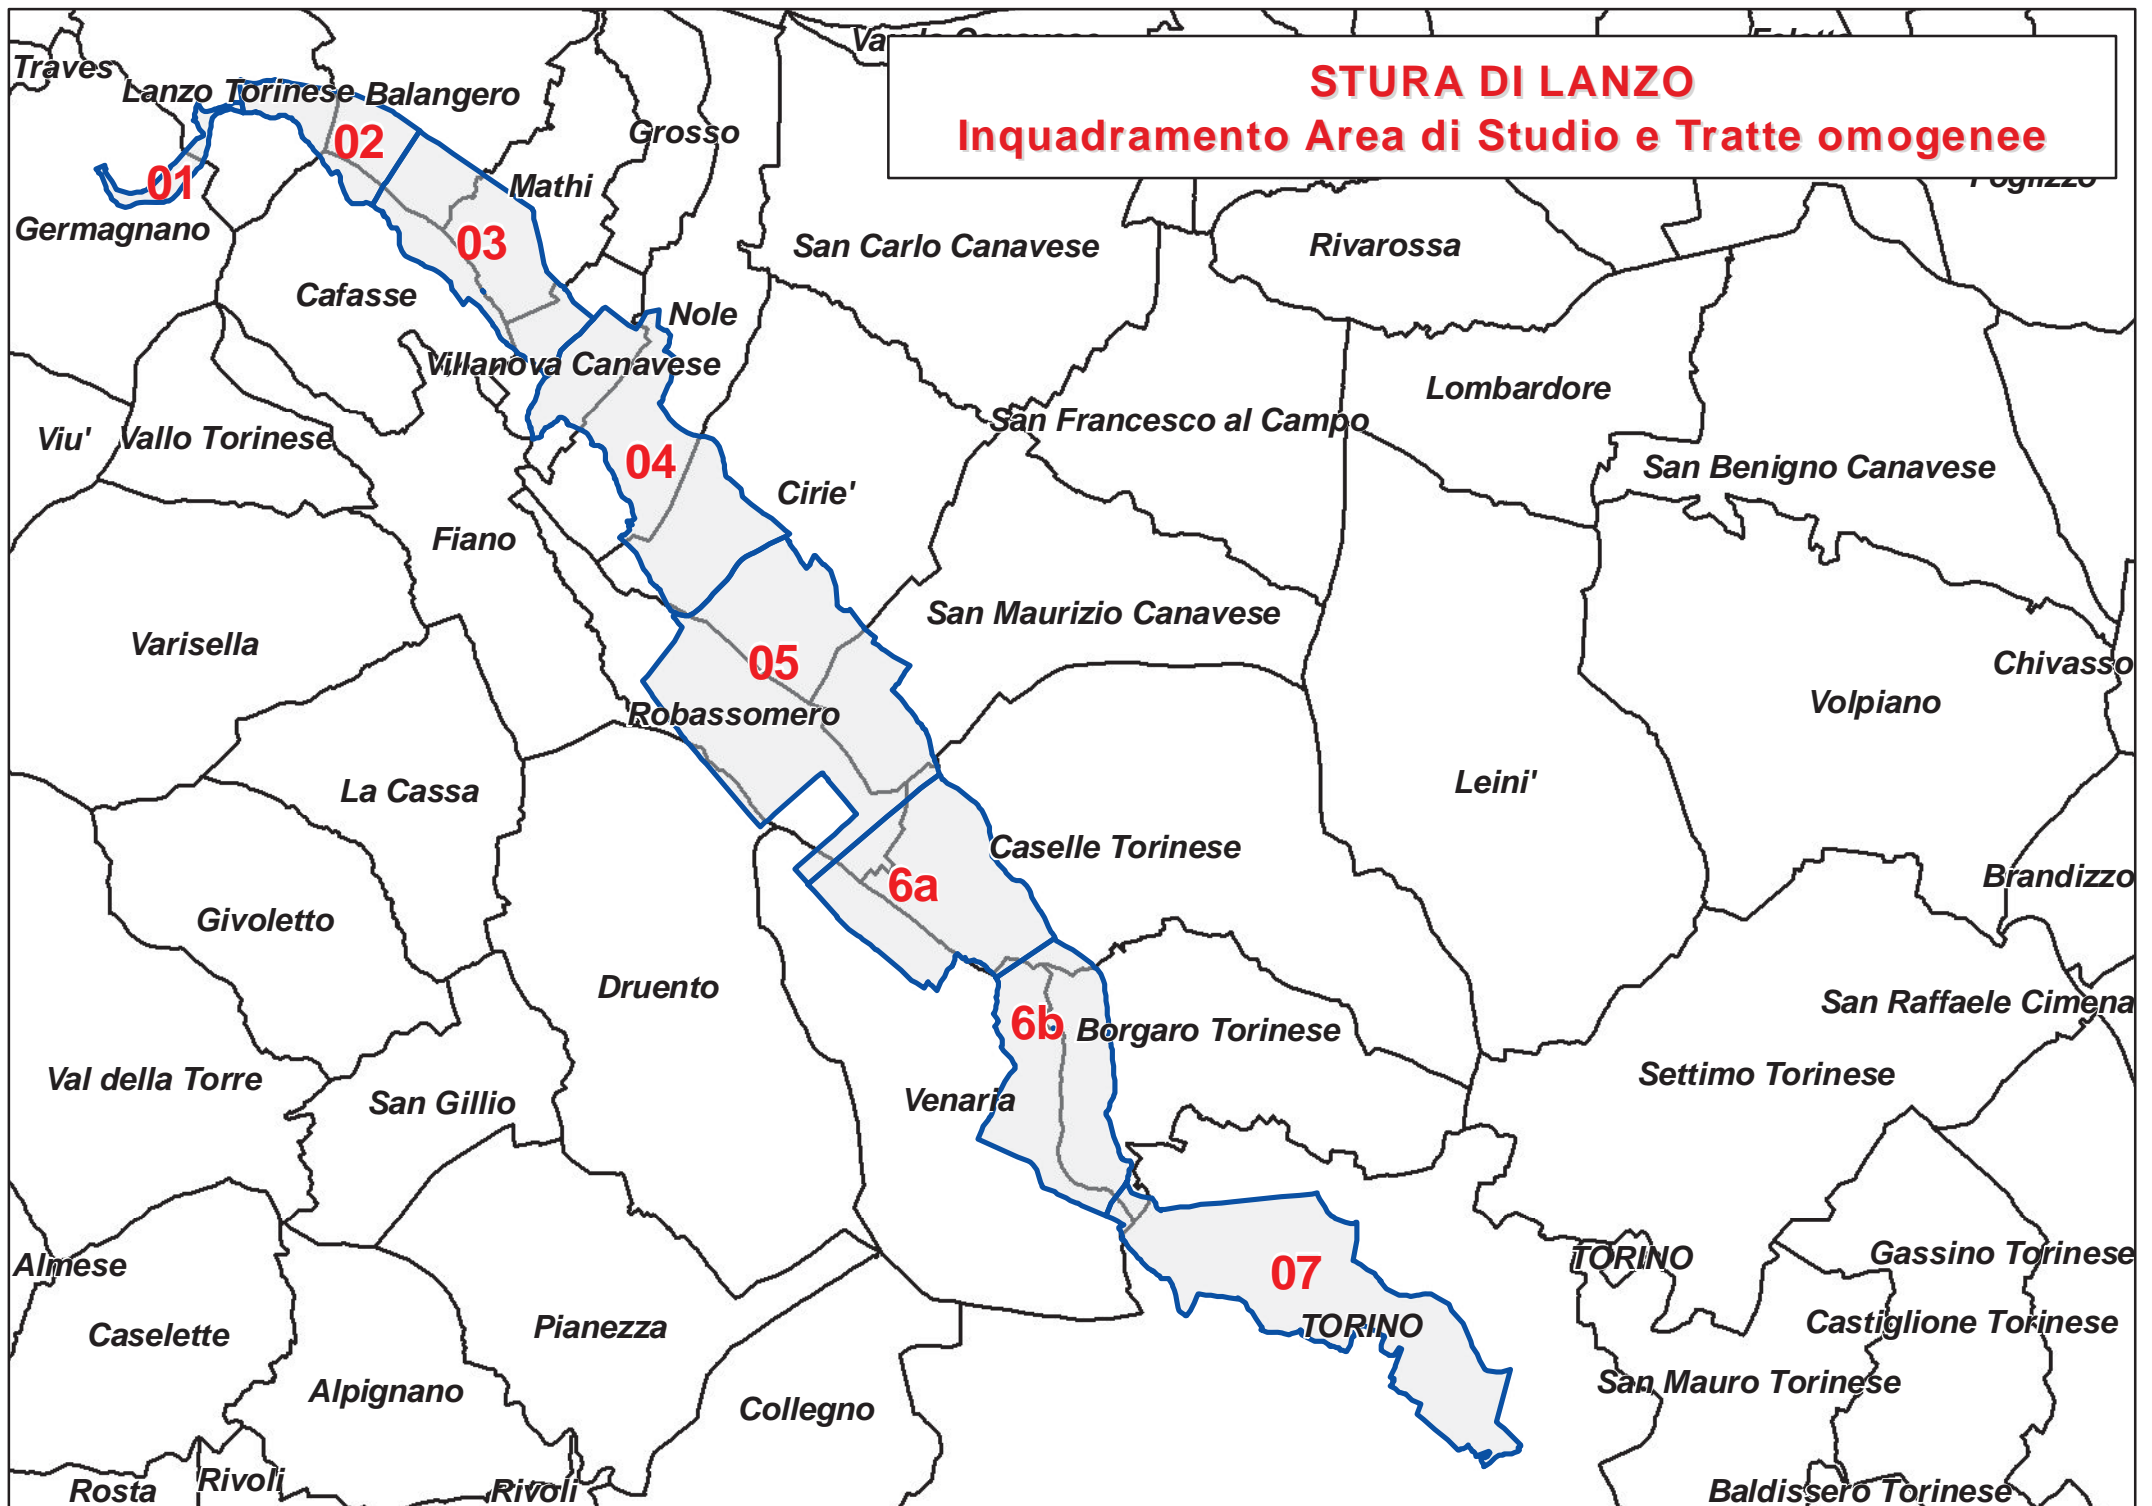 STURA DI LANZO
Inquadramento Area di Studio e Tratte omogenee
Traves
Lanzo Torinese
Balangero
02
Grosso
01
Mathi
Germagnano
03
San Carlo Canavese
Rivarossa
Cafasse
Nole
Villanova Canavese
Lombardore
San Francesco al Campo
Viu'
Vallo Torinese
04
San Benigno Canavese
Cirie'
Fiano
San Maurizio Canavese
Varisella
05
Chivasso
Volpiano
Robassomero
La Cassa
Leini'
Caselle Torinese
6a
Brandizzo
Givoletto
Druento
San Raffaele Cimena
6b
Borgaro Torinese
Val della Torre
Settimo Torinese
San Gillio
Venaria
Almese
07
TORINO
Gassino Torinese
Caselette
Pianezza
TORINO
Castiglione Torinese
Alpignano
San Mauro Torinese
Collegno
Rosta
Rivoli
Rivoli
Baldissero Torinese